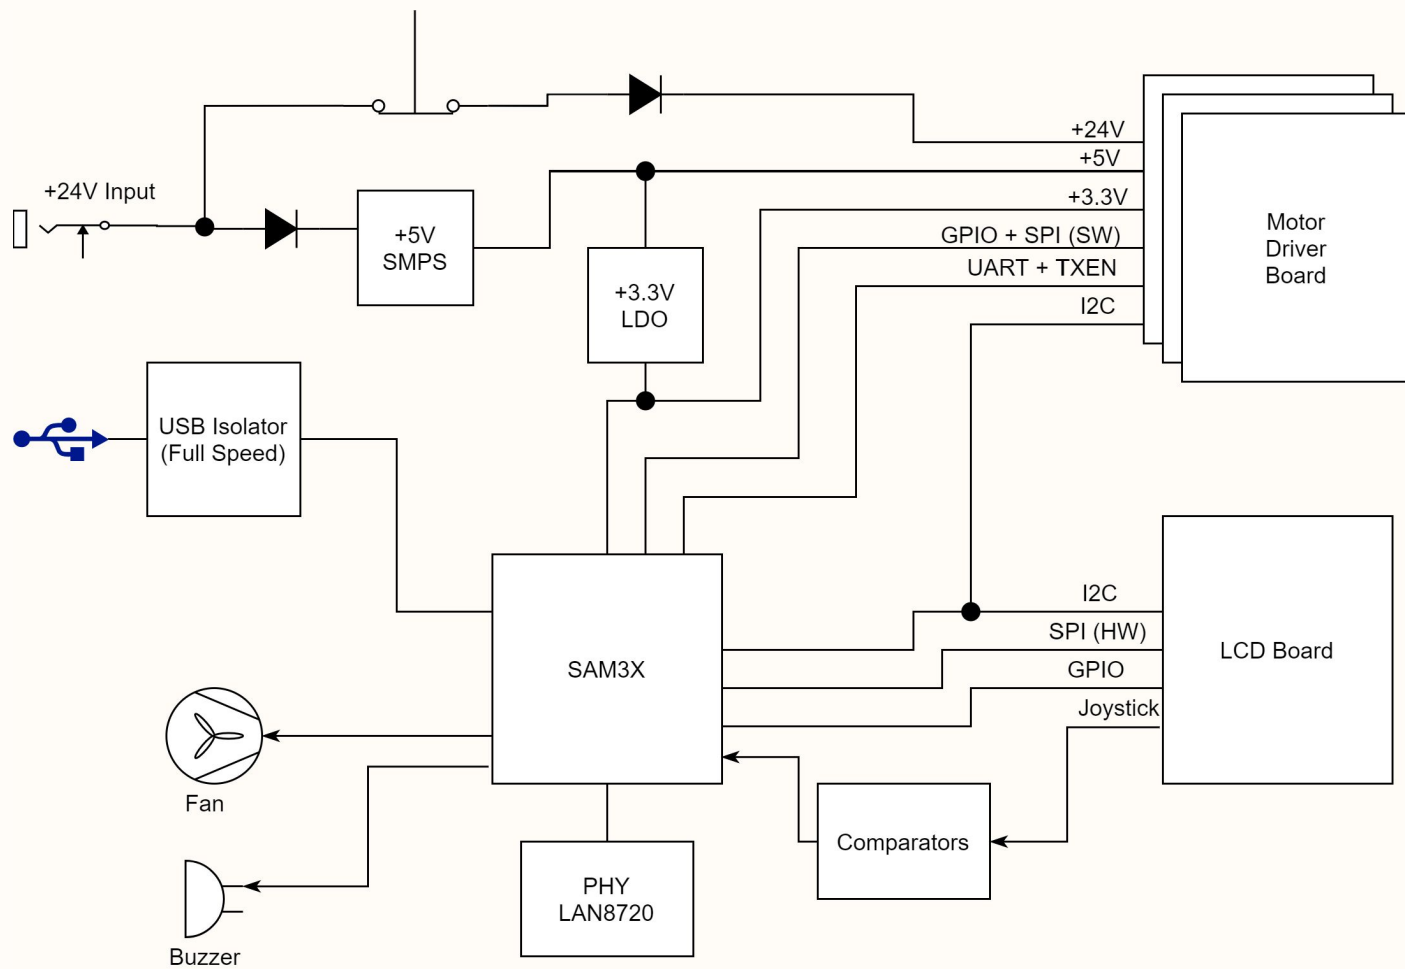 +24V
+5V
+24V Input
+3.3V
+5V
SMPS
GPIO + SPI (SW)
Motor
Driver
Board
UART + TXEN
+3.3V
LDO
I2C
USB Isolator
(Full Speed)
I2C
SPI (HW)
LCD Board
SAM3X
GPIO
Joystick
Fan
Comparators
PHY
LAN8720
Buzzer